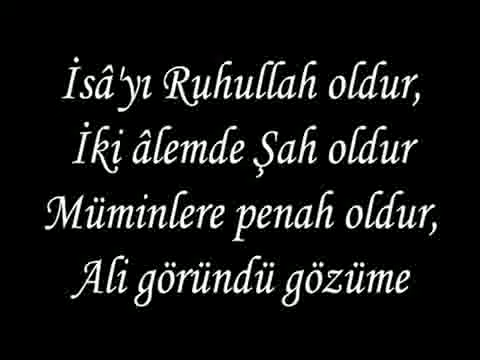 İsâ'yı Ruhullah oldur,
İki âlemde Şah oldur
Müminlere penah oldur,
Ali göründü gözüme